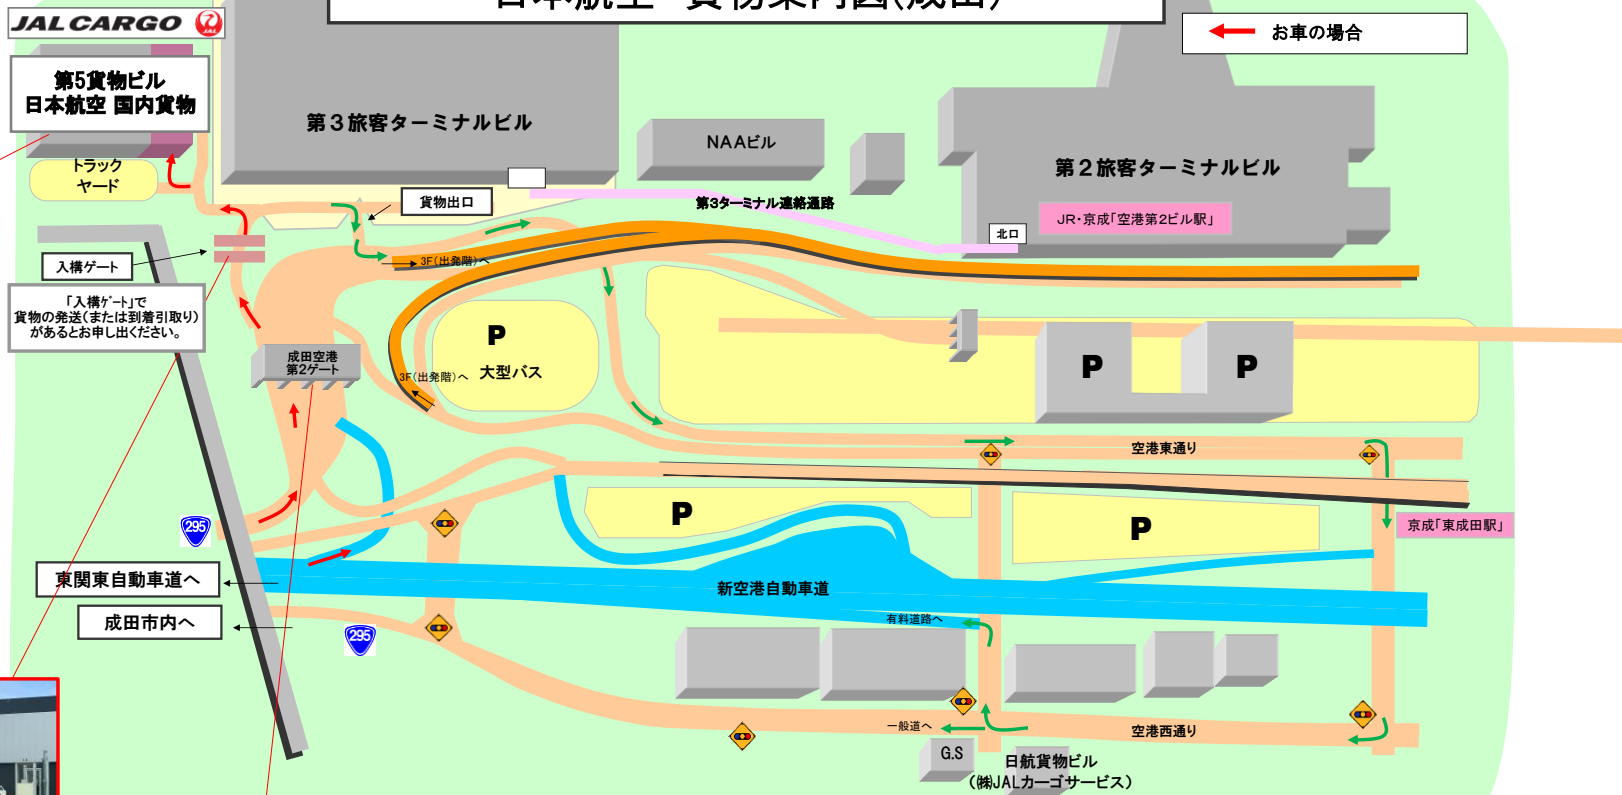 日本航空 貨物案内図(成田)
JAL CARGO
JAL
お車の場合
第5貨物ビル
日本航空 国内貨物
トラック
ヤード
第3旅客ターミナルビル
NAAビル
第2旅客ターミナルビル
貨物出口
第3ターミナル連絡通路
JR・京成「空港第2ビル駅」
北口
入構ゲート
3F(出発階)へ
「入構ゲート」で
貨物の発送(または到着引取り)
があるとお申し出ください。
成田空港
第2ゲート
P
大型バス
3F(出発階)へ
P
P
空港東通り
P
P
295
京成「東成田駅」
東関東自動車道へ
新空港自動車道
成田市内へ
295
有料道路へ
一般道へ
空港西通り
G.S
日航貨物ビル
(㈱JALカーゴサービス)